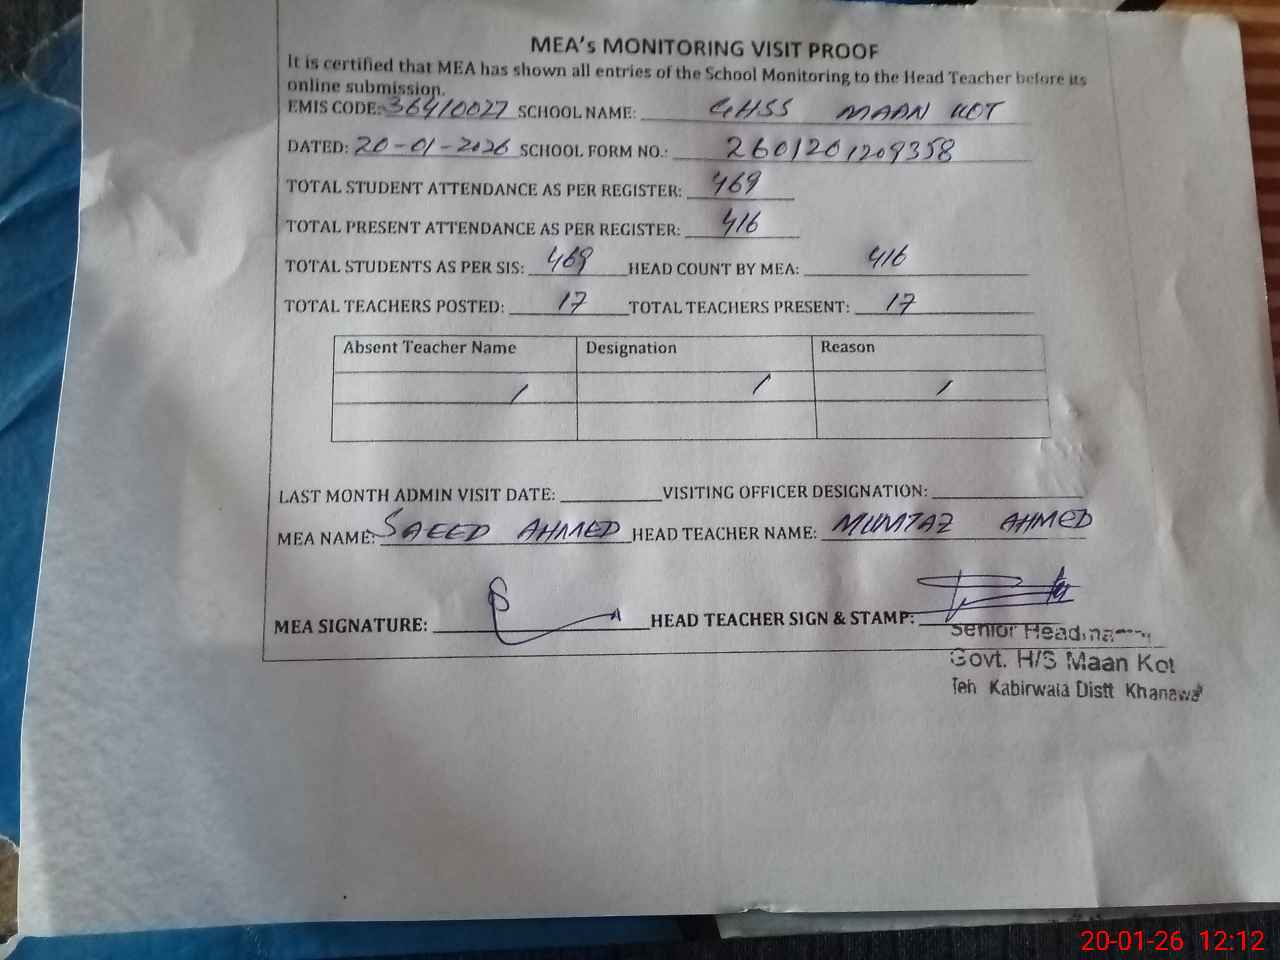 MEA's MONITORING VISIT PROOF
It is certified that MEA has shown all entries of the School Monitoring to the Head Teacher before its
online submission.
EMIS CODE: 36410027 SCHOOL NAME: GHSS MAAN KOT
DATED: 20-01-2026 SCHOOL FORM NO.: 2601201209358
TOTAL STUDENT ATTENDANCE AS PER REGISTER: 469
TOTAL PRESENT ATTENDANCE AS PER REGISTER: 416
TOTAL STUDENTS AS PER SIS: 469 HEAD COUNT BY MEA: 416
TOTAL TEACHERS POSTED: 17 TOTAL TEACHERS PRESENT: 17
Absent Teacher Name Designation Reason
/ / /
LAST MONTH ADMIN VISIT DATE: VISITING OFFICER DESIGNATION:
MEA NAME: SAEED AHMED HEAD TEACHER NAME: MUMTAZ AHMED
MEA SIGNATURE: HEAD TEACHER SIGN & STAMP:
Senior
Govt. H/S Maan Kot
Teh Kabirwala Distt Khanewal
20-01-26 12:12